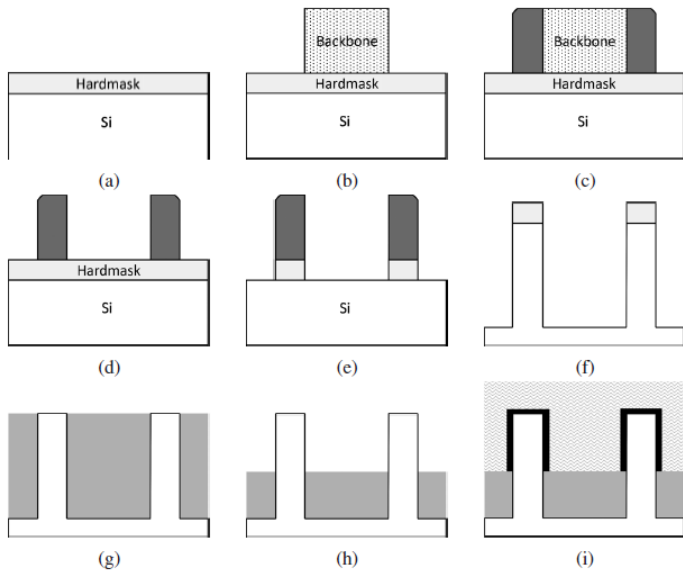 Hardmask
Si
(a)
Backbone
Hardmask
Si
(b)
Backbone
Hardmask
Si
(c)
Hardmask
Si
(d)
Si
(e)
(f)
(g)
(h)
(i)